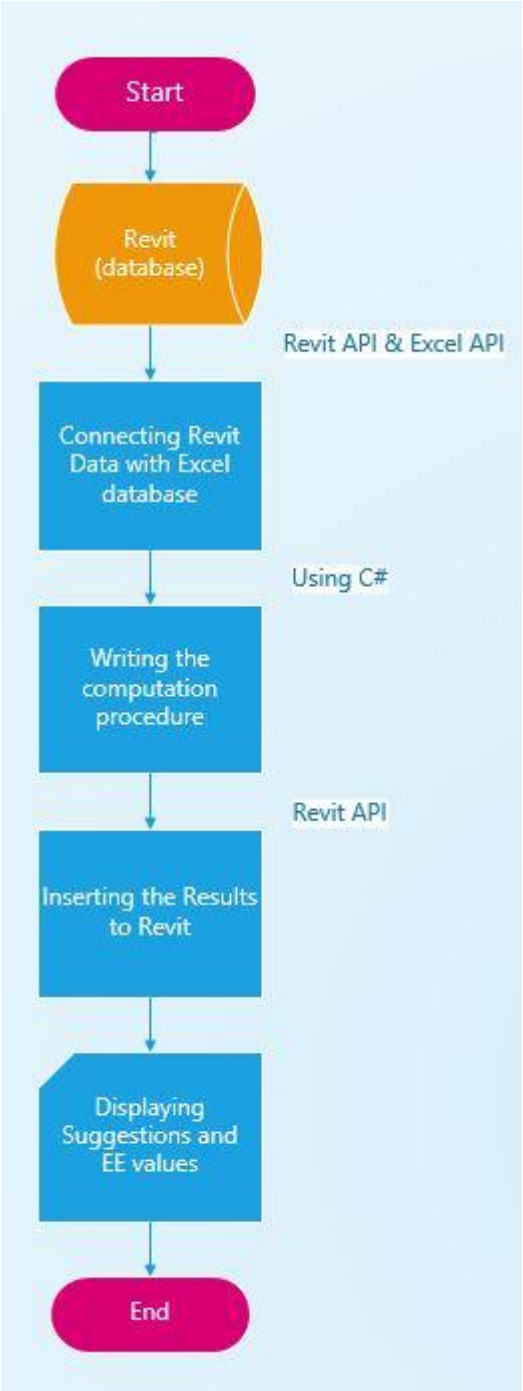 Start
Revit
(database)
Revit API & Excel API
Connecting Revit
Data with Excel
database
Using C#
Writing the
computation
procedure
Revit API
Inserting the Results
to Revit
Displaying
Suggestions and
EE values
End